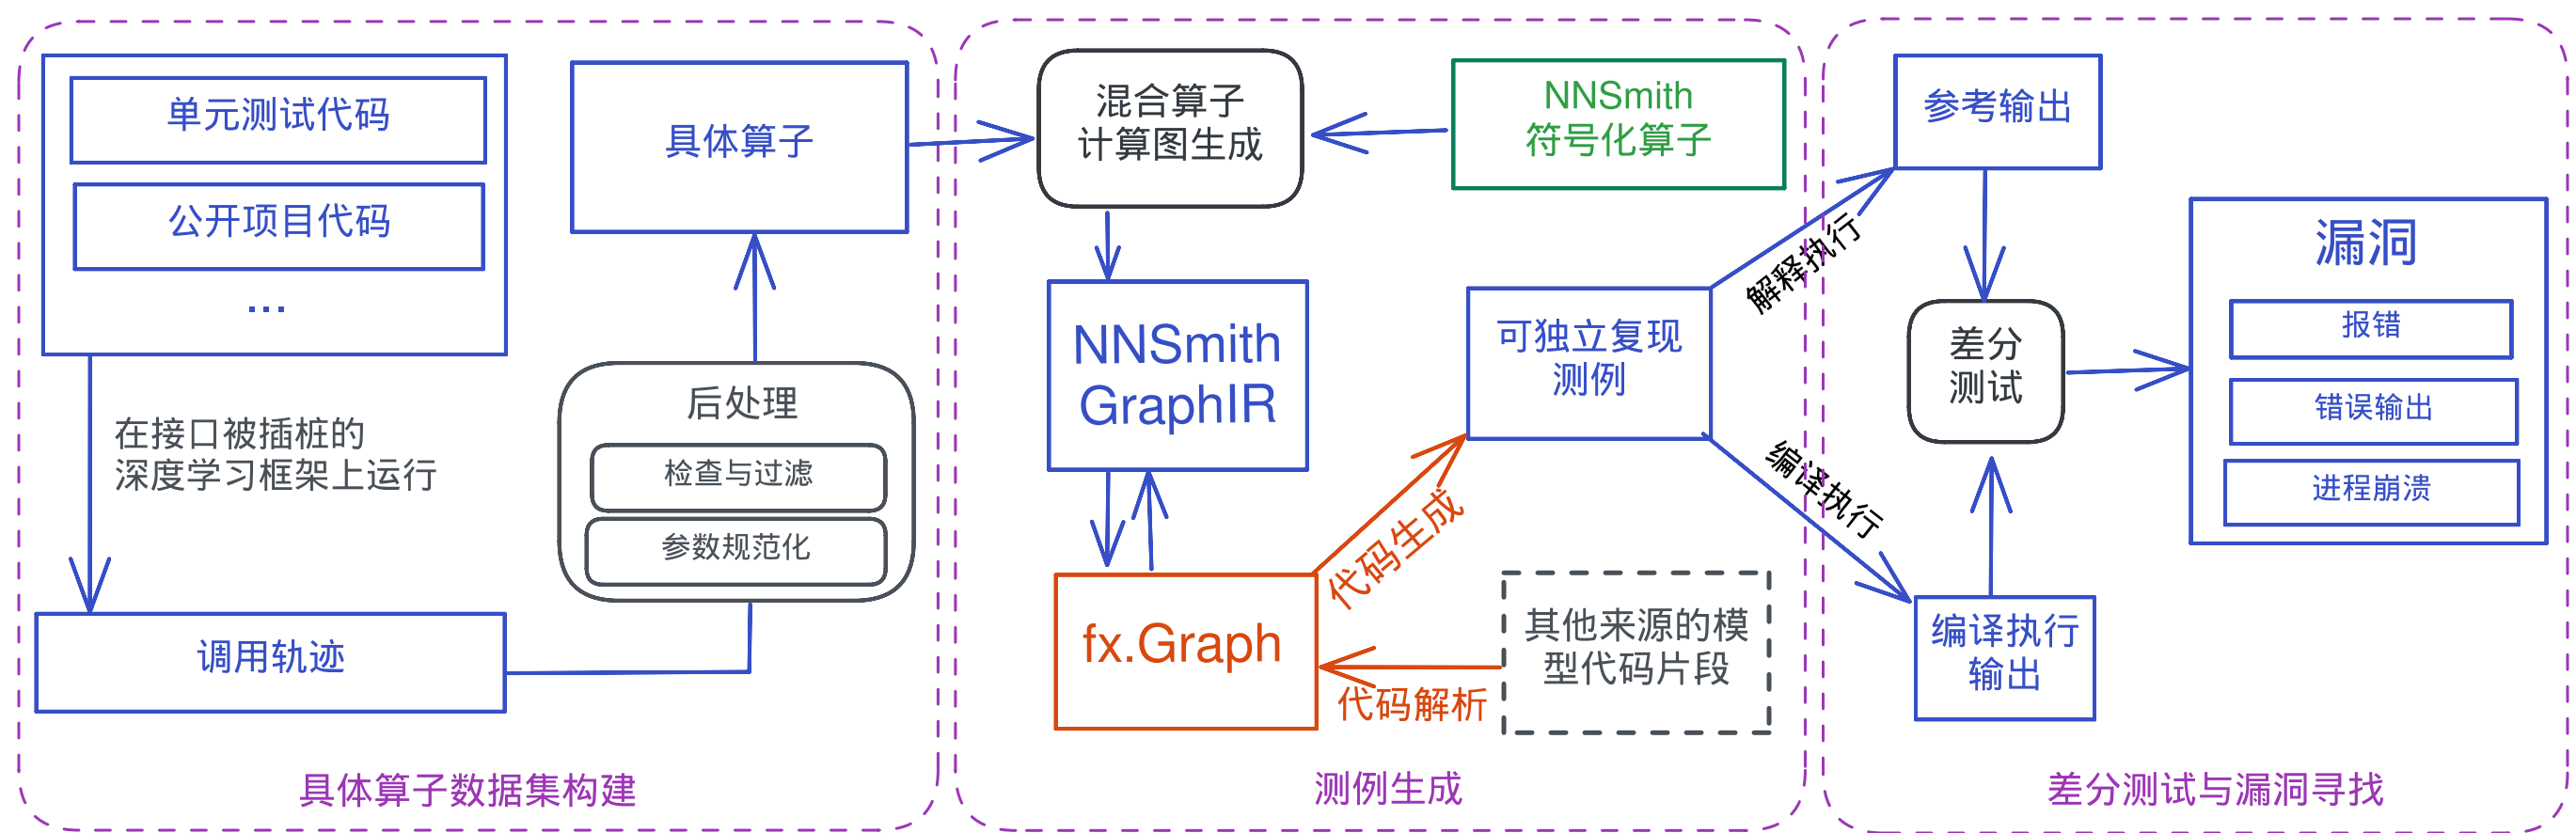 单元测试代码
公开项目代码
...
在接口被插桩的
深度学习框架上运行
调用轨迹
具体算子
后处理
检查与过滤
参数规范化
具体算子数据集构建
混合算子
计算图生成
NNSmith
符号化算子
NNSmith
GraphIR
fx.Graph
代码生成
代码解析
可独立复现
测例
其他来源的模
型代码片段
测例生成
解释执行
编译执行
参考输出
差分
测试
编译执行
输出
漏洞
报错
错误输出
进程崩溃
差分测试与漏洞寻找